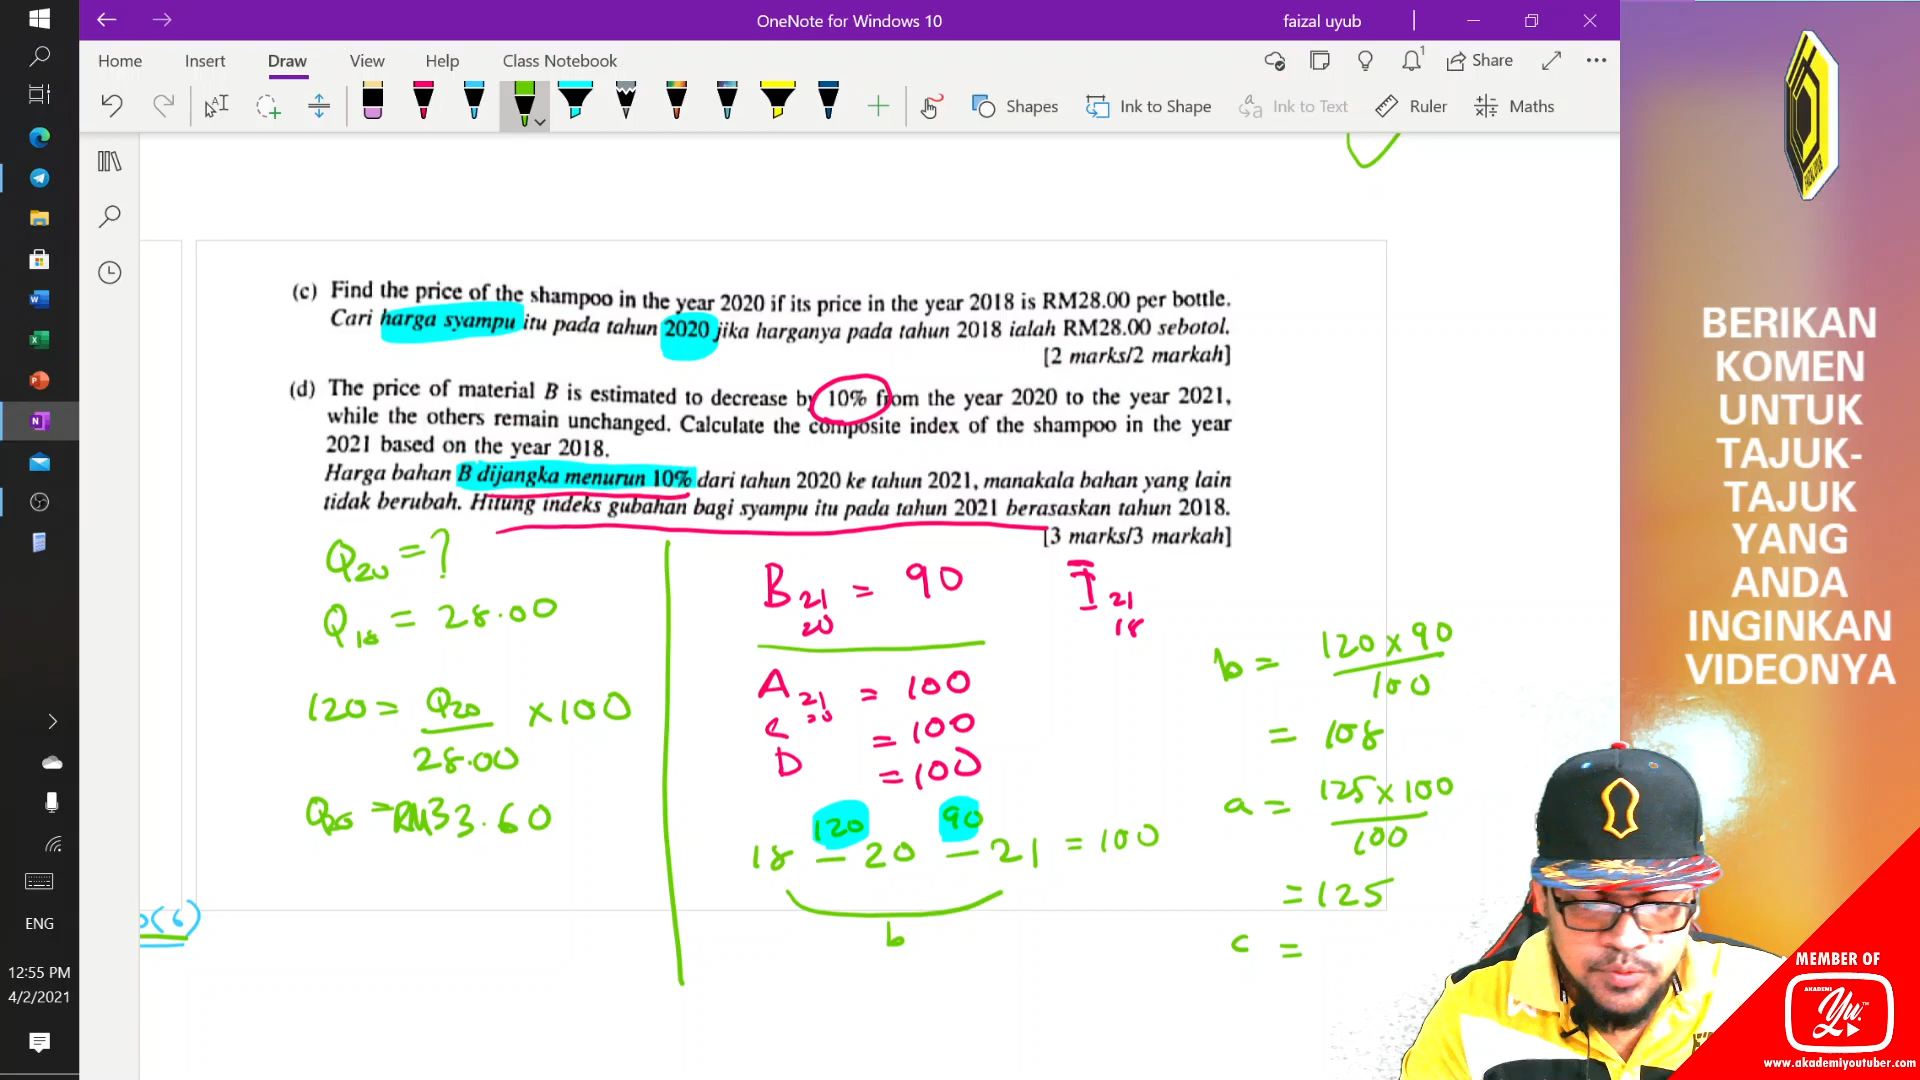 OneNote for Windows 10
faizal uyub
Home Insert Draw View Help Class Notebook
Share
Shapes Ink to Shape Ink to Text Ruler Maths
(c) Find the price of the shampoo in the year 2020 if its price in the year 2018 is RM28.00 per bottle.
Cari harga syampu itu pada tahun 2020 jika harganya pada tahun 2018 ialah RM28.00 sebotol.
[2 marks/2 markah]
(d) The price of material B is estimated to decrease by 10% from the year 2020 to the year 2021,
while the others remain unchanged. Calculate the composite index of the shampoo in the year
2021 based on the year 2018.
Harga bahan B dijangka menurun 10% dari tahun 2020 ke tahun 2021, manakala bahan yang lain
tidak berubah. Hitung indeks gubahan bagi syampu itu pada tahun 2021 berasaskan tahun 2018.
[3 marks/3 markah]
Q20 = ?
Q18 = 28.00
120 = Q20 / 28.00 × 100
Q20 = RM33.60
B 21/20 = 90
Ī 21/18
A 21/20 = 100
C = 100
D = 100
120 90
18 – 20 – 21 = 100
b
b = 120 × 90 / 100
= 108
a = 125 × 100 / 100
= 125
c =
(6)
ENG
12:55 PM
4/2/2021
BERIKAN
KOMEN
UNTUK
TAJUK-
TAJUK
YANG
ANDA
INGINKAN
VIDEONYA
MEMBER OF
AKADEMI
Yu
www.akademiyoutuber.com